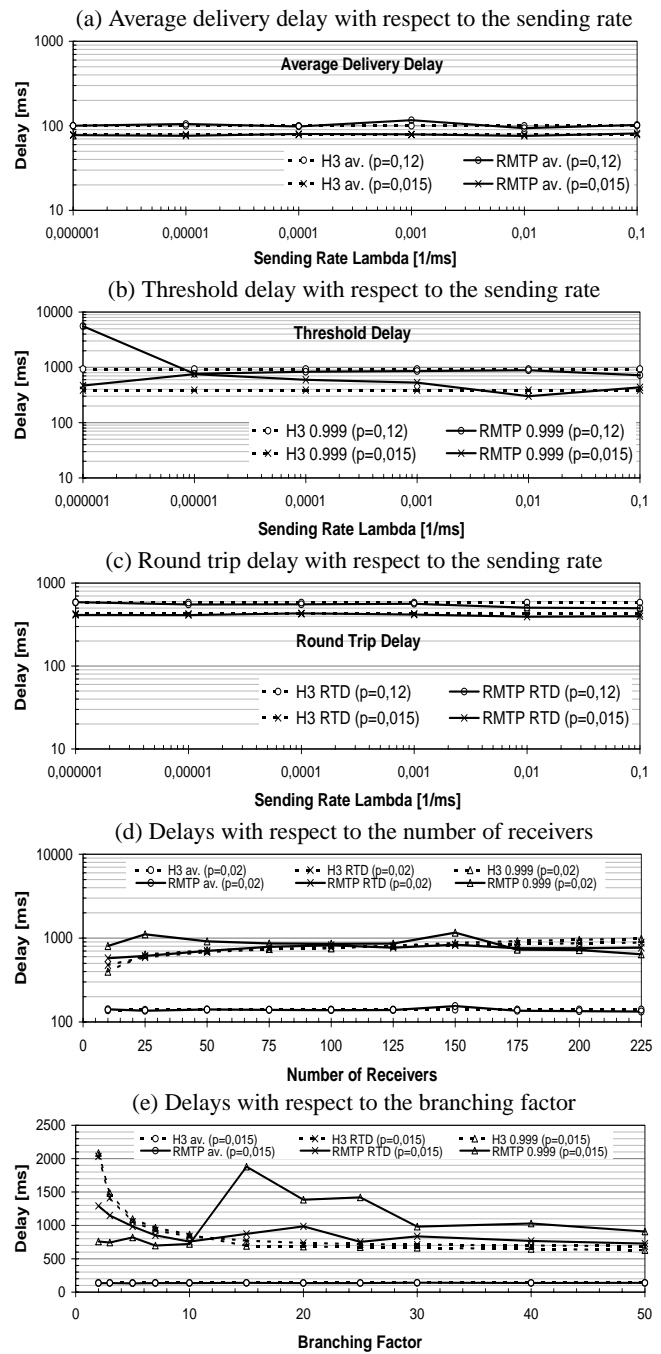 (a) Average delivery delay with respect to the sending rate
1000
Average Delivery Delay
100
Delay [ms]
H3 av. (p=0,12) RMTP av. (p=0,12)
H3 av. (p=0,015) RMTP av. (p=0,015)
10
0,000001 0,00001 0,0001 0,001 0,01 0,1
Sending Rate Lambda [1/ms]
(b) Threshold delay with respect to the sending rate
10000
Threshold Delay
1000
Delay [ms]
100
H3 0.999 (p=0,12) RMTP 0.999 (p=0,12)
H3 0.999 (p=0,015) RMTP 0.999 (p=0,015)
10
0,000001 0,00001 0,0001 0,001 0,01 0,1
Sending Rate Lambda [1/ms]
(c) Round trip delay with respect to the sending rate
1000
Round Trip Delay
Delay [ms]
100
H3 RTD (p=0,12) RMTP RTD (p=0,12)
H3 RTD (p=0,015) RMTP RTD (p=0,015)
10
0,000001 0,00001 0,0001 0,001 0,01 0,1
Sending Rate Lambda [1/ms]
(d) Delays with respect to the number of receivers
10000
H3 av. (p=0,02) H3 RTD (p=0,02) H3 0.999 (p=0,02)
RMTP av. (p=0,02) RMTP RTD (p=0,02) RMTP 0.999 (p=0,02)
Delay [ms]
1000
100
0 25 50 75 100 125 150 175 200 225
Number of Receivers
(e) Delays with respect to the branching factor
2500
H3 av. (p=0,015) H3 RTD (p=0,015) H3 0.999 (p=0,015)
RMTP av. (p=0,015) RMTP RTD (p=0,015) RMTP 0.999 (p=0,015)
2000
Delay [ms]
1500
1000
500
0
0 10 20 30 40 50
Branching Factor